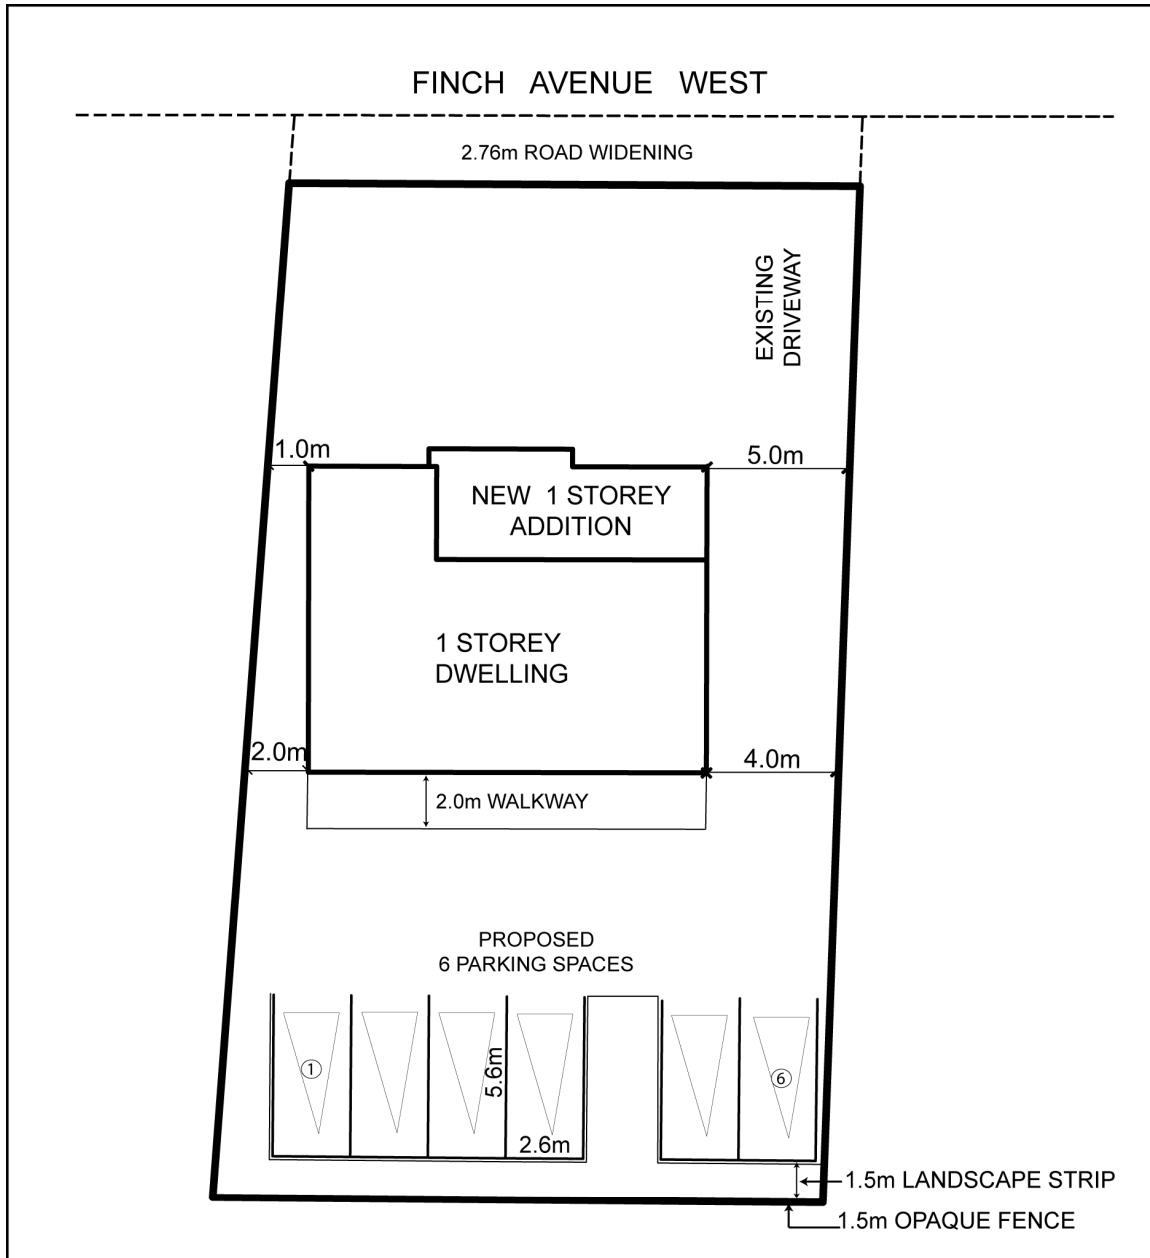 FINCH AVENUE WEST
2.76m ROAD WIDENING
EXISTING
DRIVEWAY
1.0m
5.0m
NEW 1 STOREY
ADDITION
1 STOREY
DWELLING
2.0m
4.0m
2.0m WALKWAY
PROPOSED
6 PARKING SPACES
1
5.6m
6
2.6m
1.5m LANDSCAPE STRIP
1.5m OPAQUE FENCE